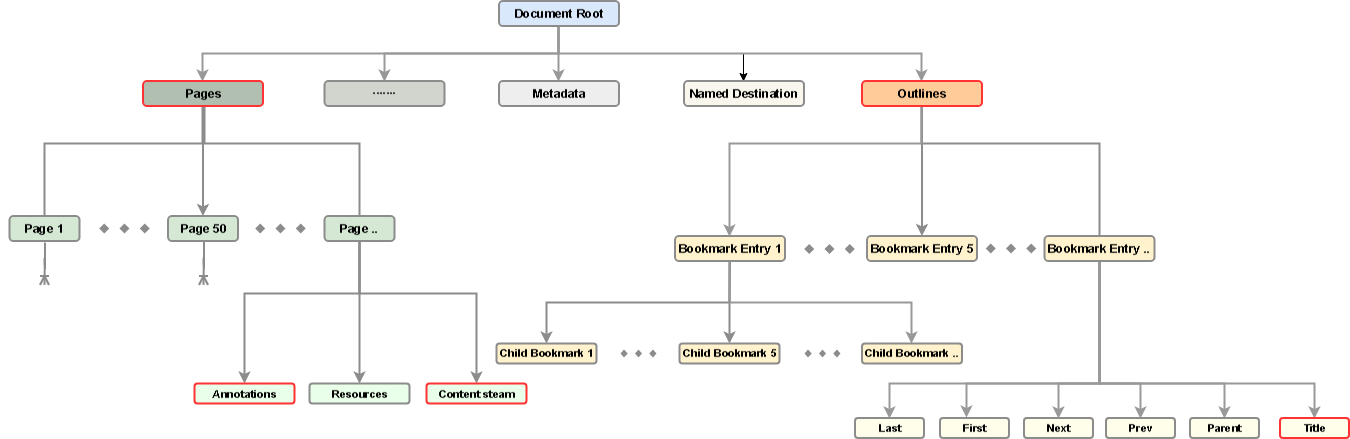 Document Root
Pages
.......
Metadata
Named Destination
Outlines
Page 1
Page 50
Page ..
Bookmark Entry 1
Bookmark Entry 5
Bookmark Entry ..
Child Bookmark 1
Child Bookmark 5
Child Bookmark ..
Annotations
Resources
Content steam
Last
First
Next
Prev
Parent
Title